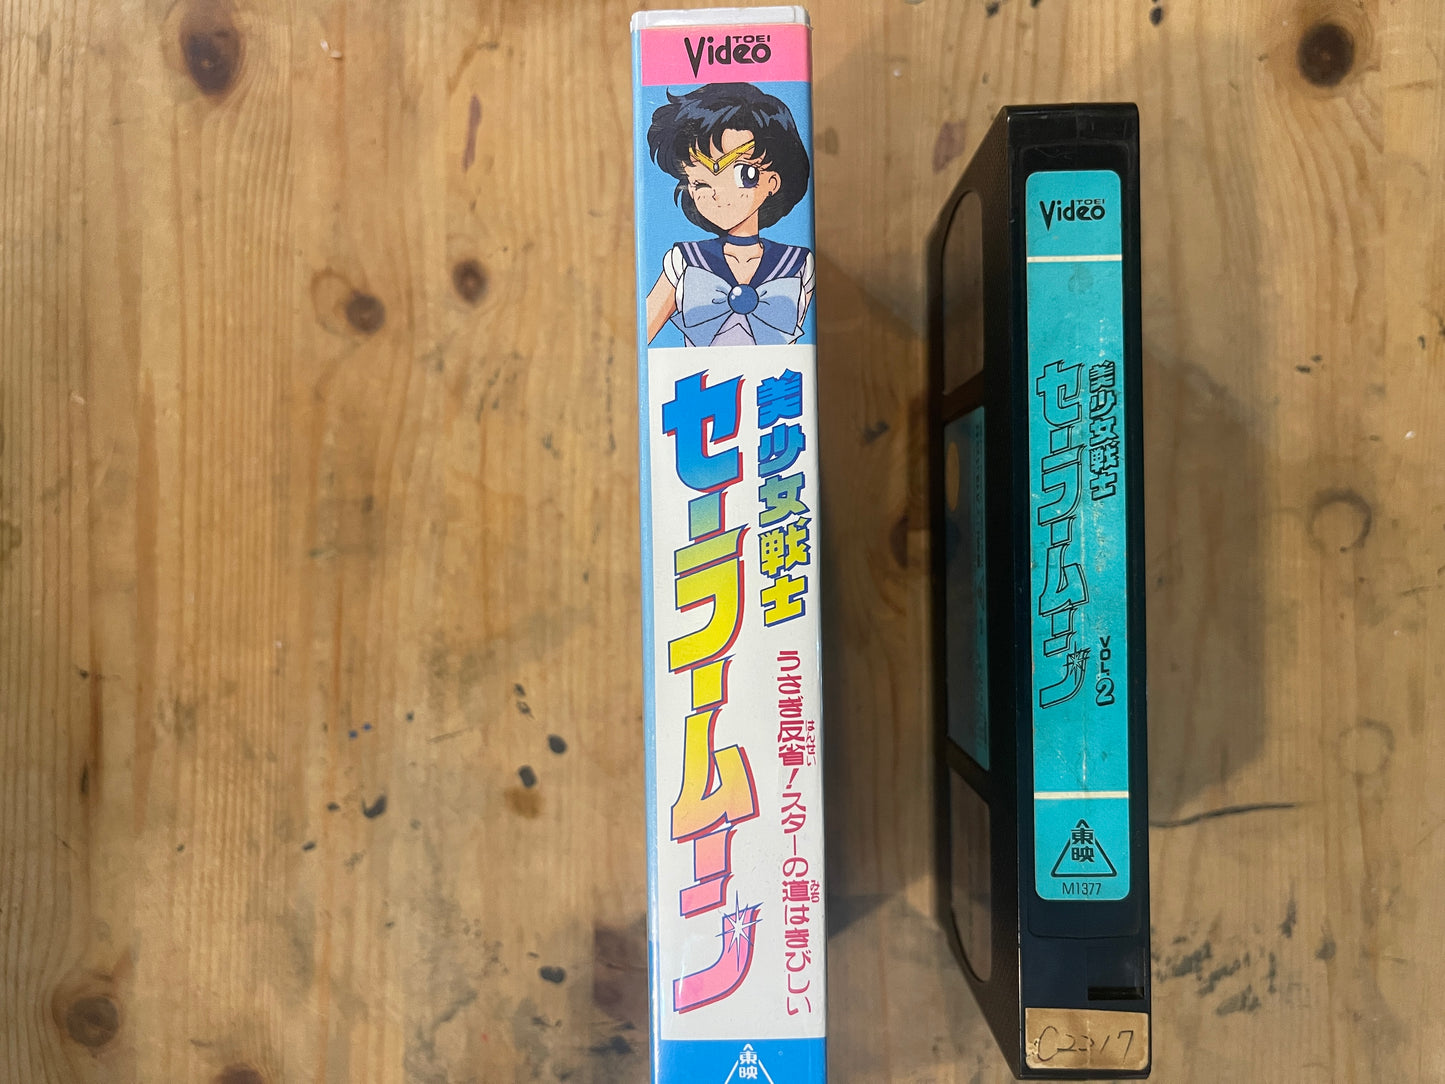 TOEI
Video
美少女戦士
セーラームーン
うさぎ反省!スターの道はきびしい
はんせい
みち
東映
TOEI
Video
美少女戦士
セーラームーン
VOL.2
東映
M1377
C2217